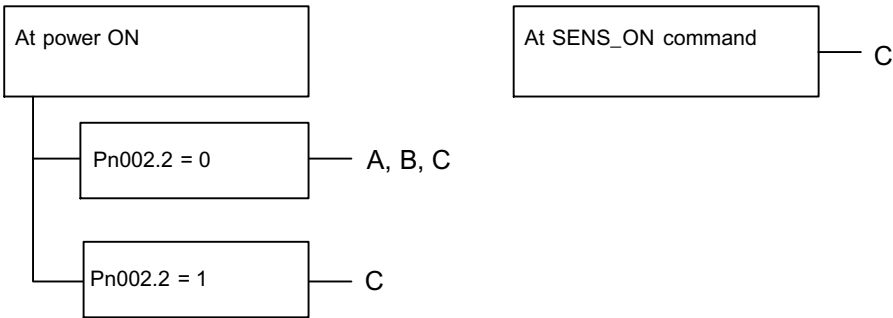 At power ON
At SENS_ON command
C
Pn002.2 = 0
A, B, C
Pn002.2 = 1
C